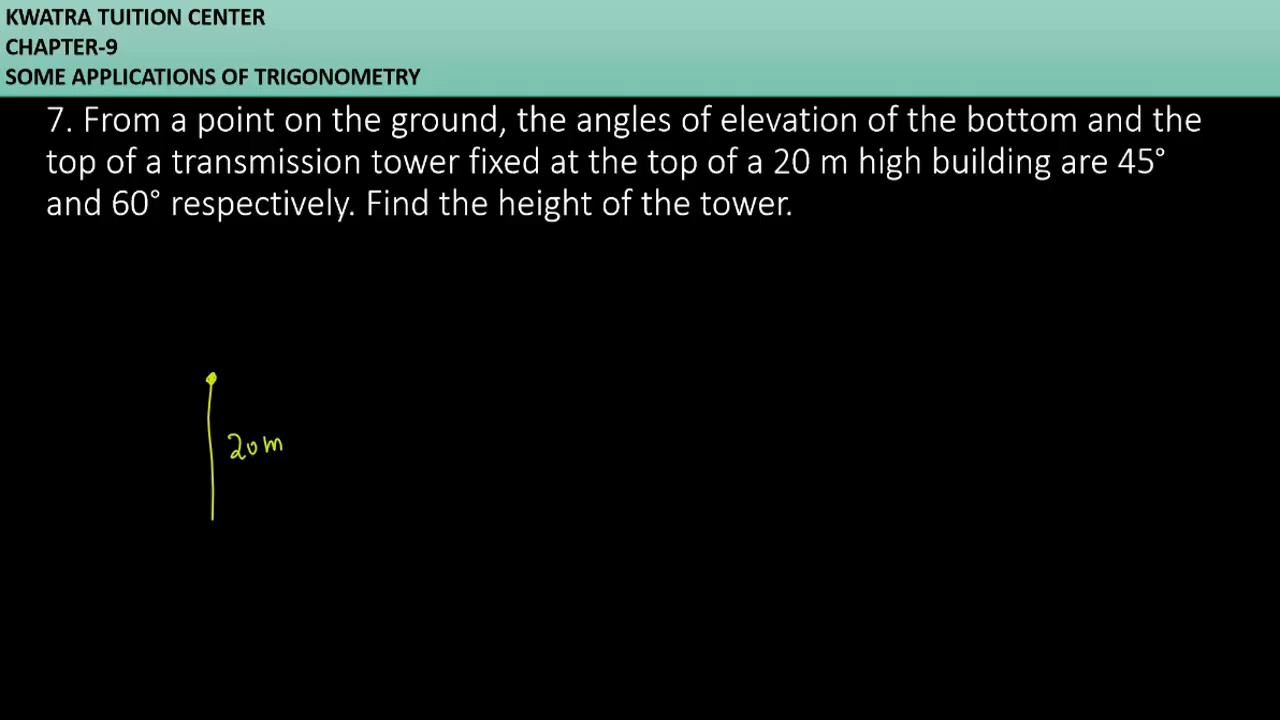 KWATRA TUITION CENTER
CHAPTER-9
SOME APPLICATIONS OF TRIGONOMETRY
7. From a point on the ground, the angles of elevation of the bottom and the
top of a transmission tower fixed at the top of a 20 m high building are 45°
and 60° respectively. Find the height of the tower.
20m